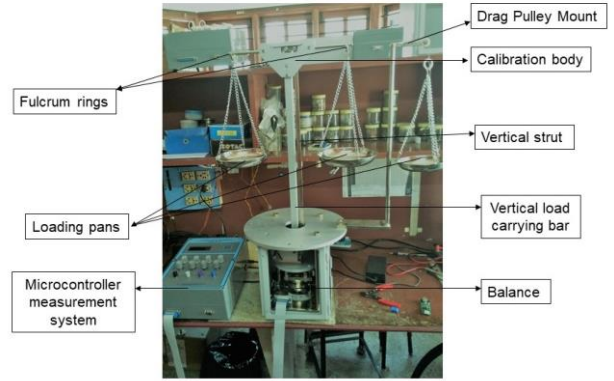 Drag Pulley Mount
Calibration body
Fulcrum rings
Vertical strut
Loading pans
Vertical load
carrying bar
Microcontroller
measurement
system
Balance